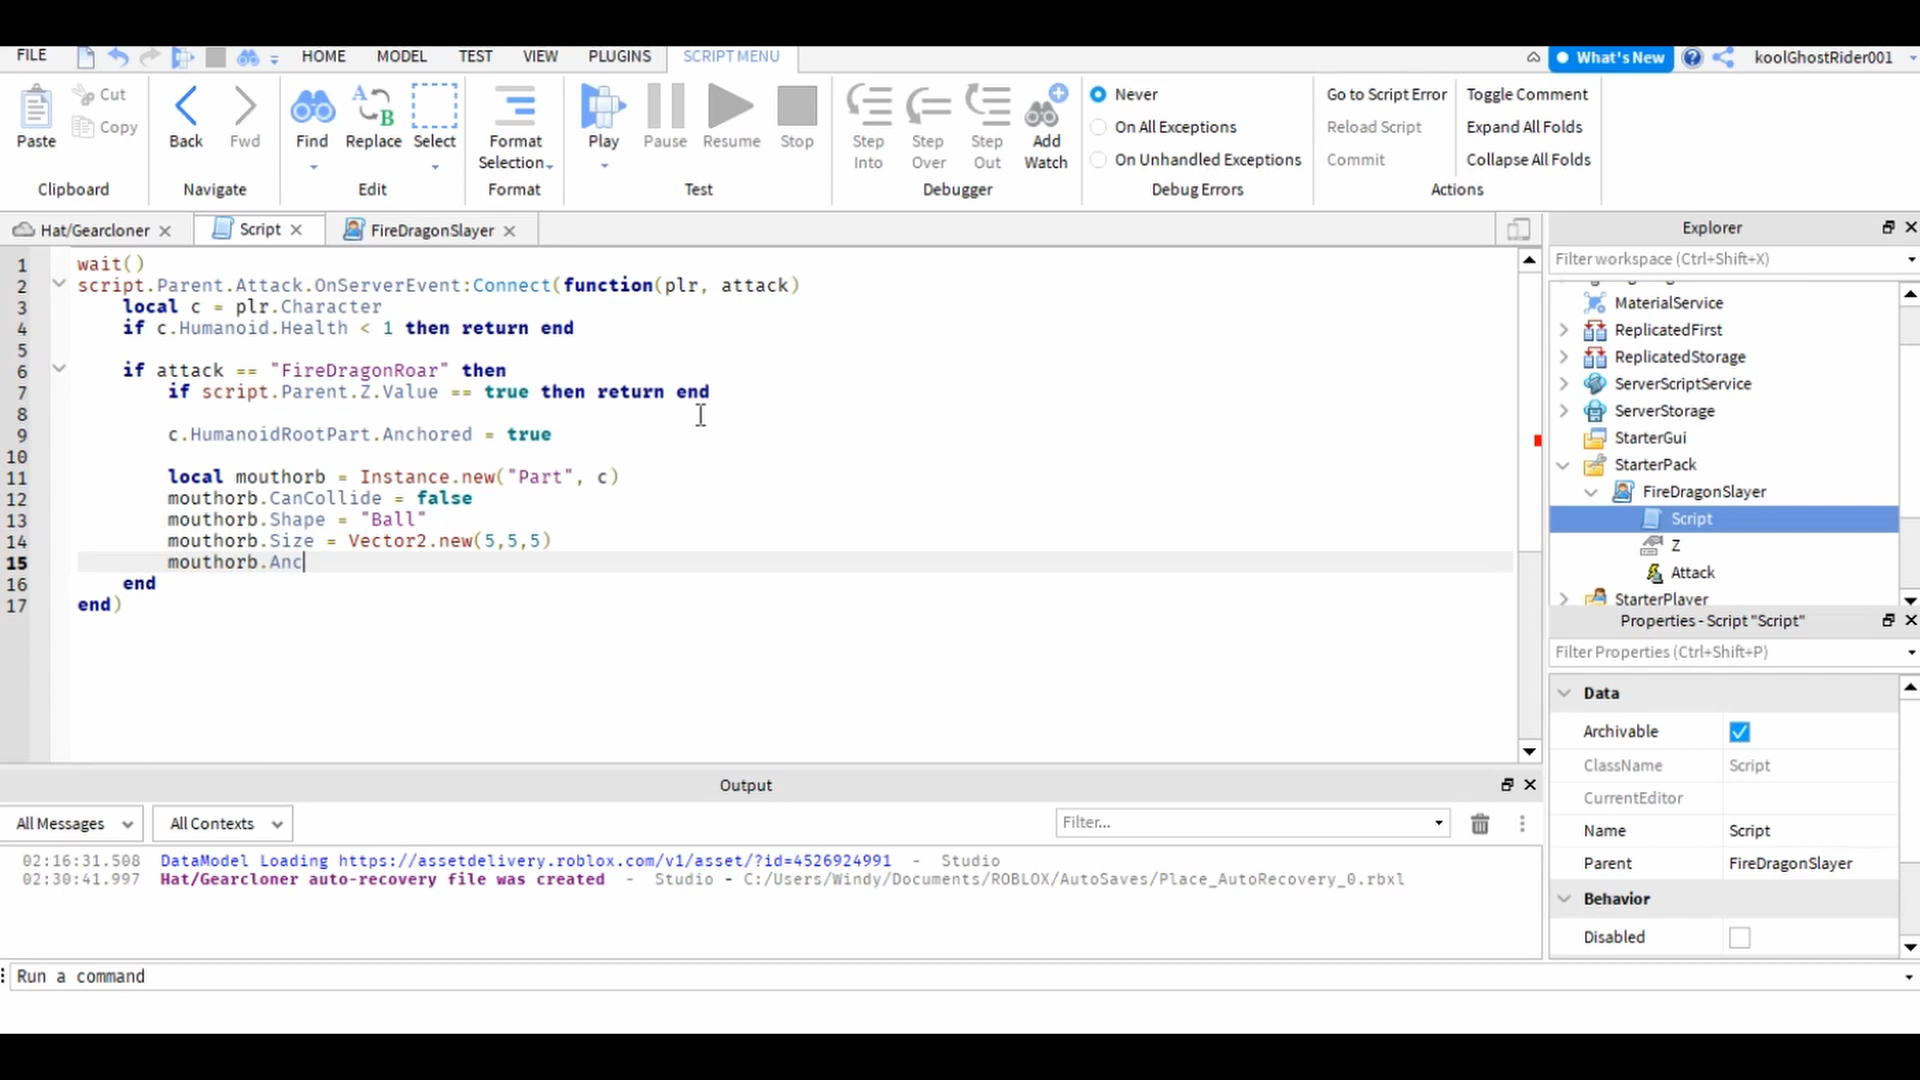 FILE HOME MODEL TEST VIEW PLUGINS SCRIPT MENU What's New koolGhostRider001
Paste Cut Copy Clipboard
Back Fwd Navigate
Find Replace Select Edit
Format Selection Format
Play Pause Resume Stop Test
Step Into Step Over Step Out Add Watch Debugger
Never
On All Exceptions
On Unhandled Exceptions
Debug Errors
Go to Script Error
Reload Script
Commit
Toggle Comment
Expand All Folds
Collapse All Folds
Actions
Hat/Gearcloner Script FireDragonSlayer
1 wait()
2 script.Parent.Attack.OnServerEvent:Connect(function(plr, attack)
3 local c = plr.Character
4 if c.Humanoid.Health < 1 then return end
5
6 if attack == "FireDragonRoar" then
7 if script.Parent.Z.Value == true then return end
8
9 c.HumanoidRootPart.Anchored = true
10
11 local mouthorb = Instance.new("Part", c)
12 mouthorb.CanCollide = false
13 mouthorb.Shape = "Ball"
14 mouthorb.Size = Vector2.new(5,5,5)
15 mouthorb.Anc
16 end
17 end)
Explorer
Filter workspace (Ctrl+Shift+X)
MaterialService
ReplicatedFirst
ReplicatedStorage
ServerScriptService
ServerStorage
StarterGui
StarterPack
FireDragonSlayer
Script
Z
Attack
StarterPlayer
Properties - Script "Script"
Filter Properties (Ctrl+Shift+P)
Data
Archivable
ClassName Script
CurrentEditor
Name Script
Parent FireDragonSlayer
Behavior
Disabled
Output
All Messages All Contexts Filter...
02:16:31.508 DataModel Loading https://assetdelivery.roblox.com/v1/asset/?id=4526924991 - Studio
02:30:41.997 Hat/Gearcloner auto-recovery file was created - Studio - C:/Users/Windy/Documents/ROBLOX/AutoSaves/Place_AutoRecovery_0.rbxl
Run a command